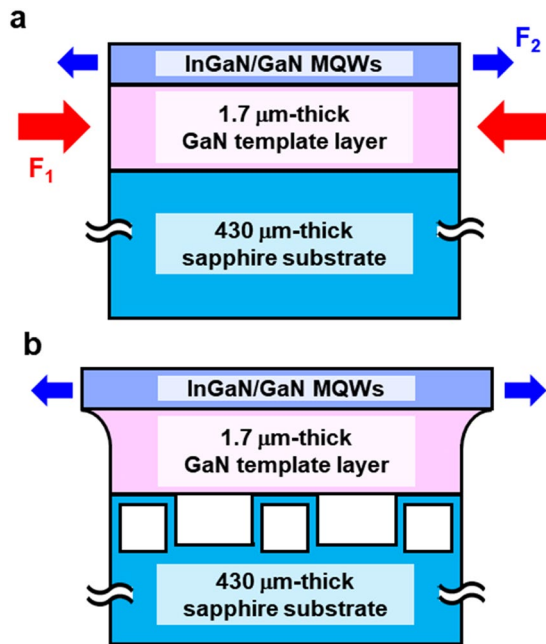 a
F₂
InGaN/GaN MQWs
1.7 μm-thick
GaN template layer
F₁
430 μm-thick
sapphire substrate
b
InGaN/GaN MQWs
1.7 μm-thick
GaN template layer
430 μm-thick
sapphire substrate